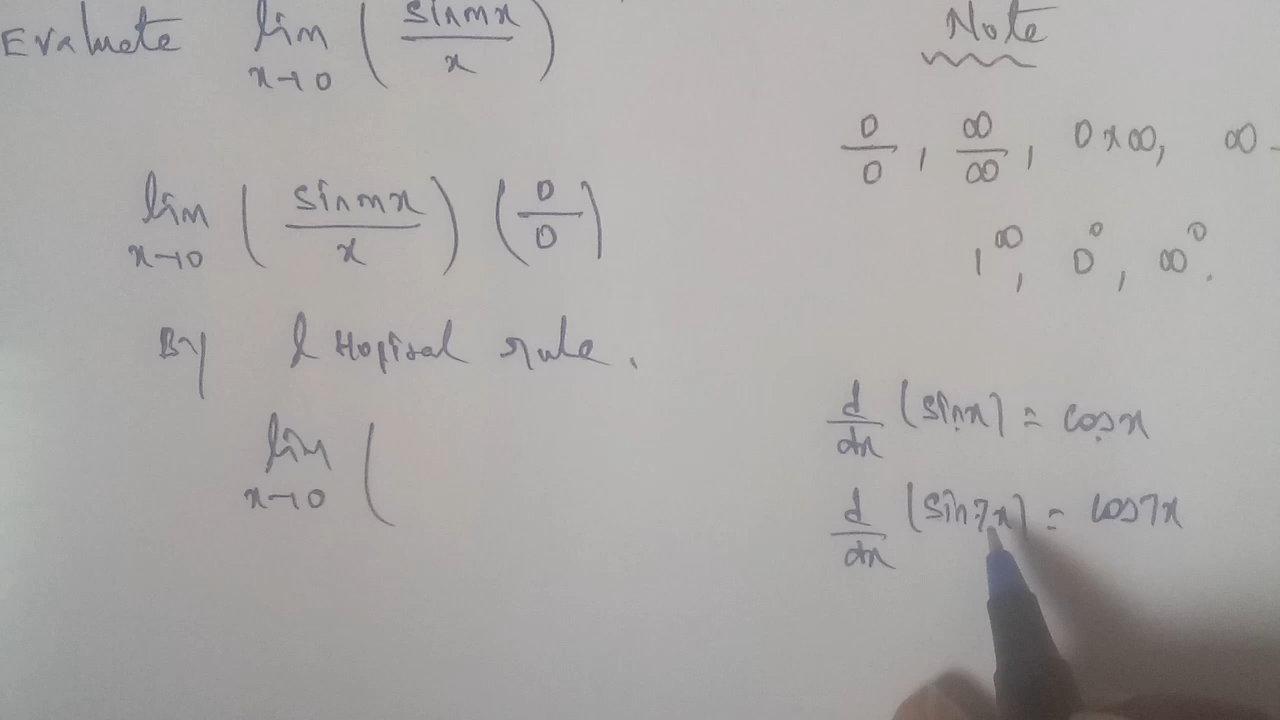 Evaluate lim x→0 ( sinmx / x )
lim x→0 ( sinmx / x ) ( 0 / 0 )
By L Hopital rule.
lim x→0 (
Note
0/0 , ∞/∞ , 0×∞, ∞-
1^∞, 0^0, ∞^0.
d/dx (sinx) = cosx
d/dx (sin7x) = cos7x